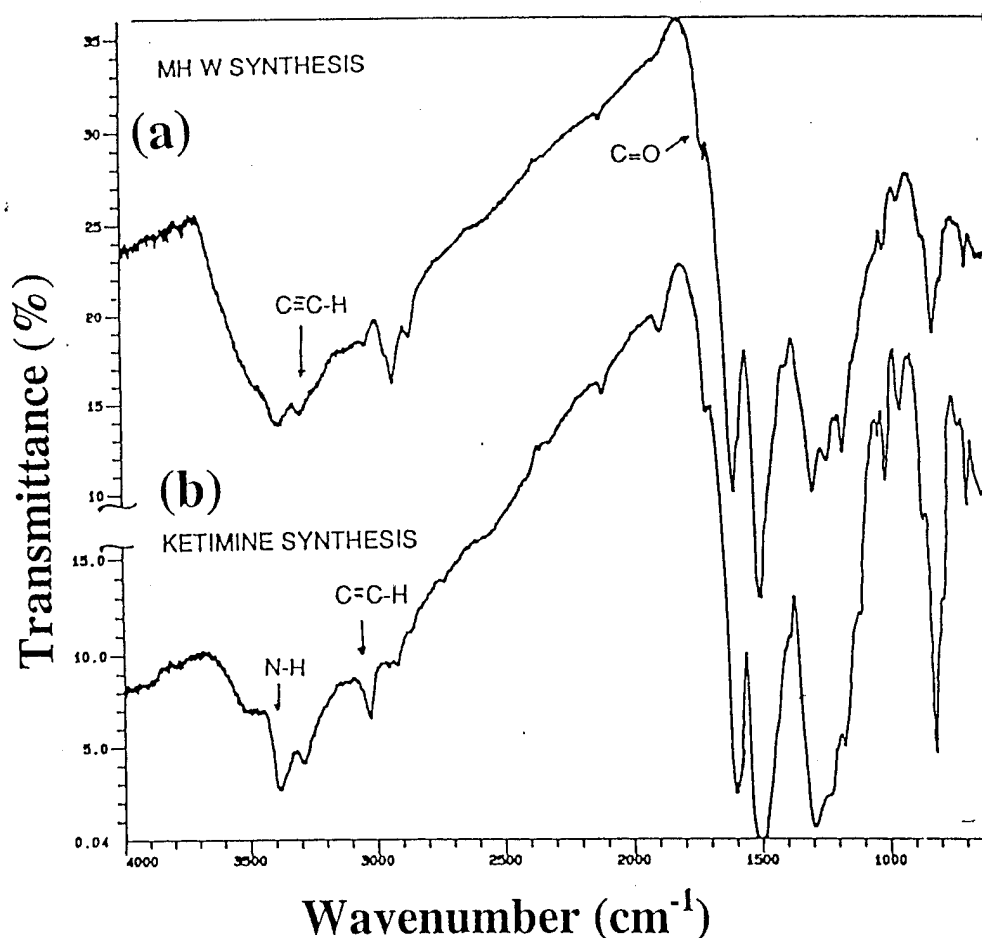 35
MH W SYNTHESIS
(a)
30
C=O
25
C≡C-H
20
15
(b)
10
KETIMINE SYNTHESIS
15.0
C=C-H
10.0
N-H
5.0
0.04
4000 3500 3000 2500 2000 1500 1000
Transmittance (%)
Wavenumber (cm⁻¹)